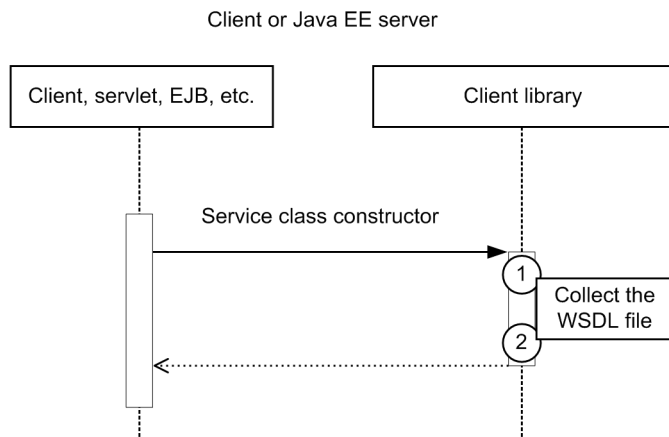 Client or Java EE server
Client, servlet, EJB, etc.
Client library
Service class constructor
1
Collect the
WSDL file
2